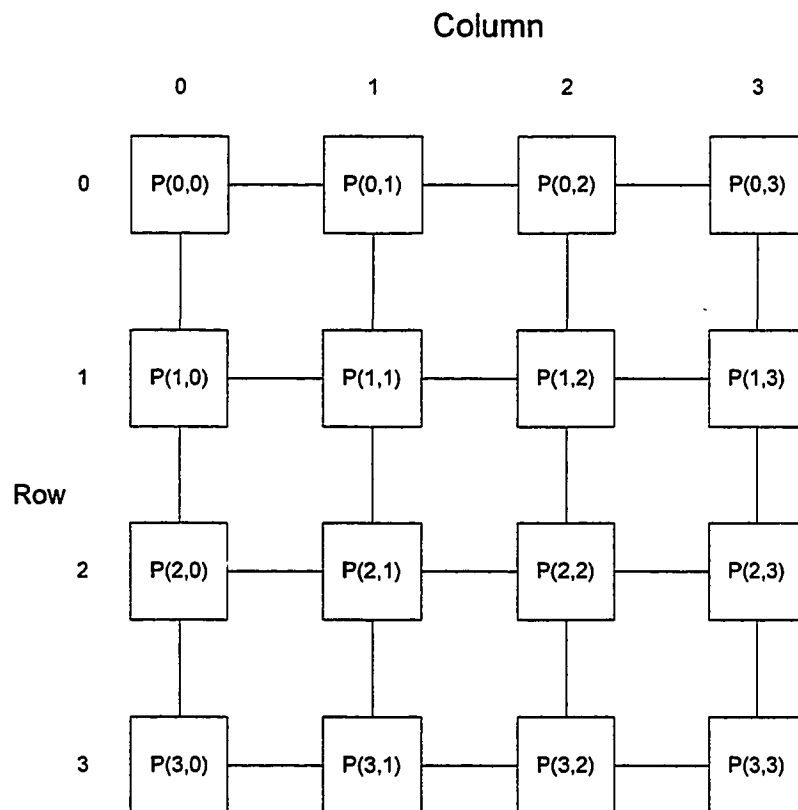 Column
0 1 2 3
0 P(0,0) P(0,1) P(0,2) P(0,3)
1 P(1,0) P(1,1) P(1,2) P(1,3)
Row
2 P(2,0) P(2,1) P(2,2) P(2,3)
3 P(3,0) P(3,1) P(3,2) P(3,3)